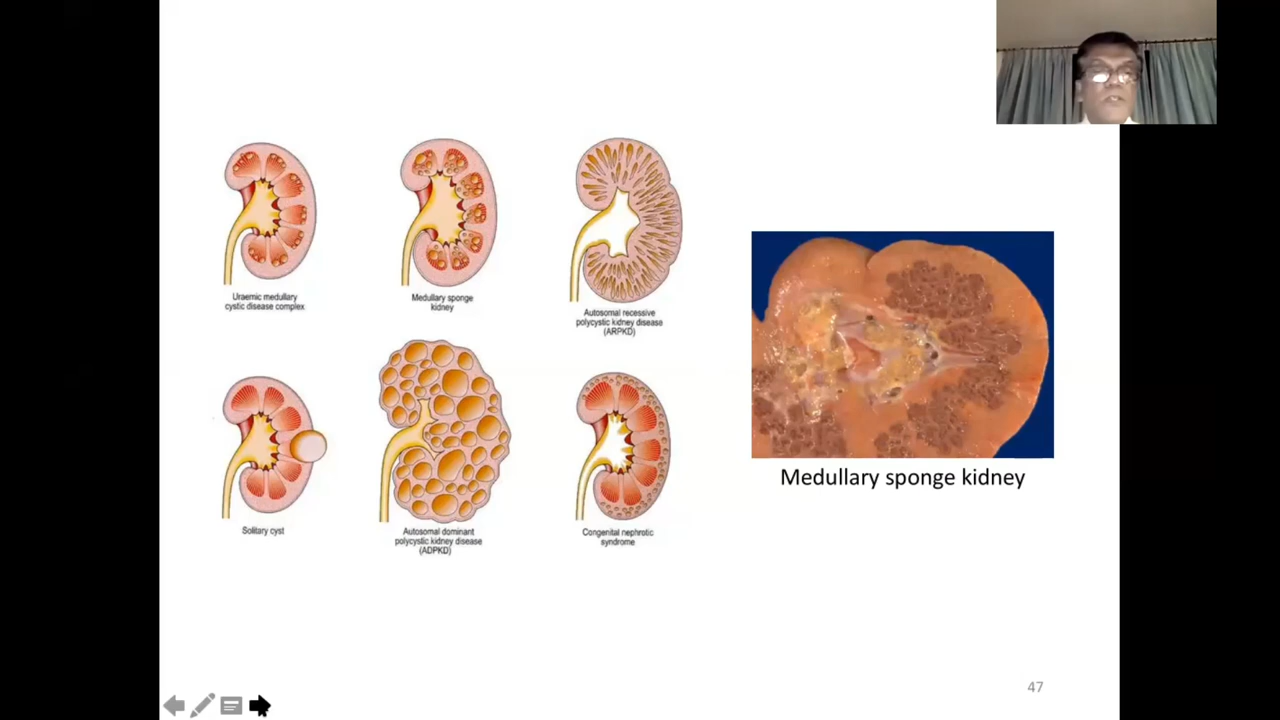 Uraemic medullary
cystic disease complex
Medullary sponge
kidney
Autosomal recessive
polycystic kidney disease
(ARPKD)
Solitary cyst
Autosomal dominant
polycystic kidney disease
(ADPKD)
Congenital nephrotic
syndrome
Medullary sponge kidney
47